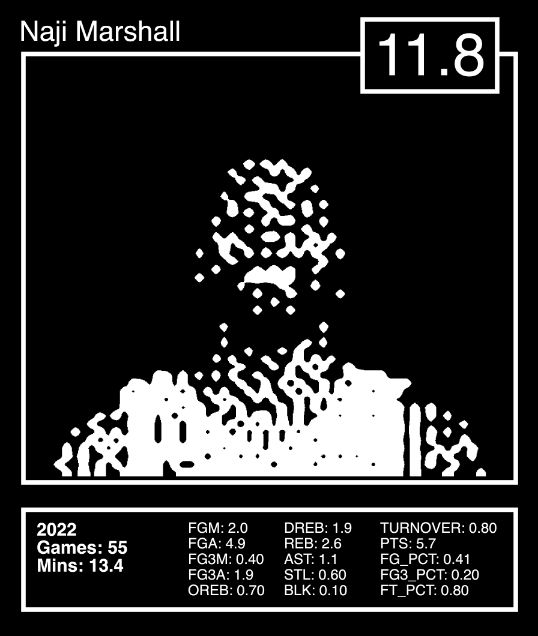 Naji Marshall
11.8
2022
Games: 55
Mins: 13.4
FGM: 2.0
FGA: 4.9
FG3M: 0.40
FG3A: 1.9
OREB: 0.70
DREB: 1.9
REB: 2.6
AST: 1.1
STL: 0.60
BLK: 0.10
TURNOVER: 0.80
PTS: 5.7
FG_PCT: 0.41
FG3_PCT: 0.20
FT_PCT: 0.80